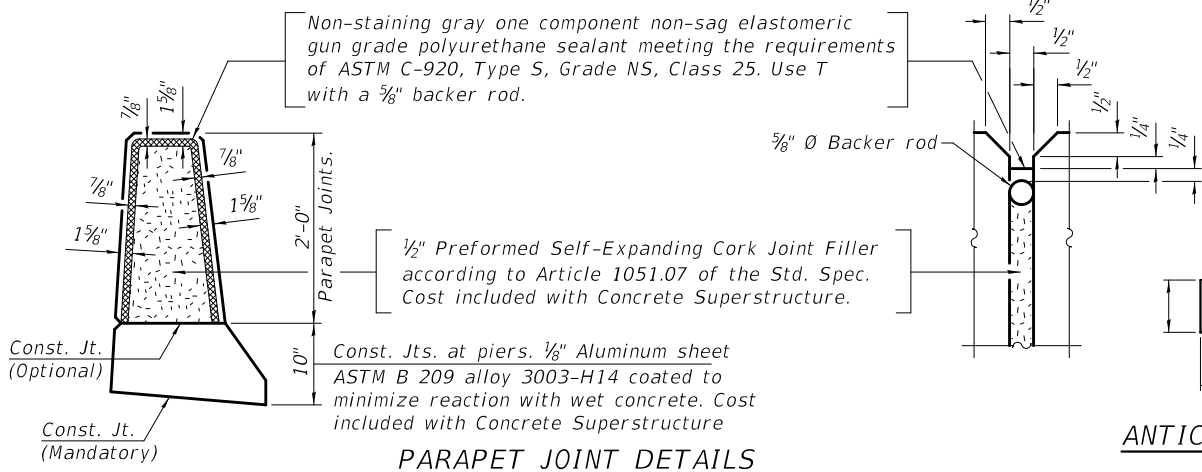 Non-staining gray one component non-sag elastomeric
gun grade polyurethane sealant meeting the requirements
of ASTM C-920, Type S, Grade NS, Class 25. Use T
with a 5/8" backer rod.
1/2"
1/2"
1/2"
1/2"
1/4"
1/4"
5/8" Ø Backer rod
7/8"
1 5/8"
7/8"
7/8"
1 5/8"
1 5/8"
2'-0"
Parapet Joints.
1/2" Preformed Self-Expanding Cork Joint Filler
according to Article 1051.07 of the Std. Spec.
Cost included with Concrete Superstructure.
Const. Jt.
(Optional)
10"
Const. Jts. at piers. 1/8" Aluminum sheet
ASTM B 209 alloy 3003-H14 coated to
minimize reaction with wet concrete. Cost
included with Concrete Superstructure
Const. Jt.
(Mandatory)
PARAPET JOINT DETAILS
ANTIC